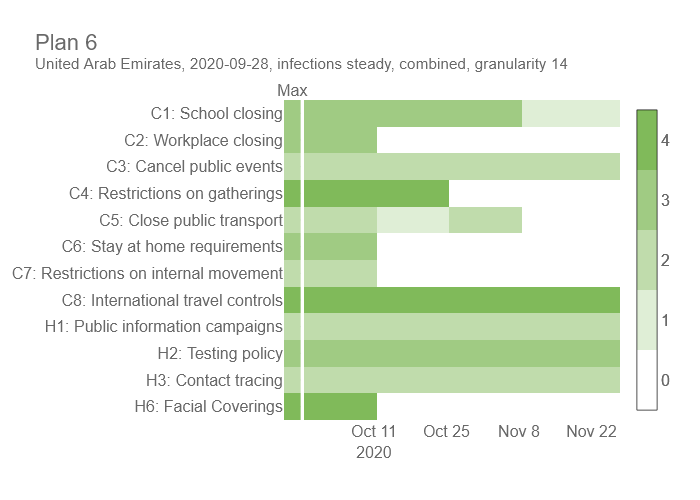 Plan 6
United Arab Emirates, 2020-09-28, infections steady, combined, granularity 14
Max
C1: School closing
C2: Workplace closing
C3: Cancel public events
C4: Restrictions on gatherings
C5: Close public transport
C6: Stay at home requirements
C7: Restrictions on internal movement
C8: International travel controls
H1: Public information campaigns
H2: Testing policy
H3: Contact tracing
H6: Facial Coverings
Oct 11 Oct 25 Nov 8 Nov 22
2020
4
3
2
1
0